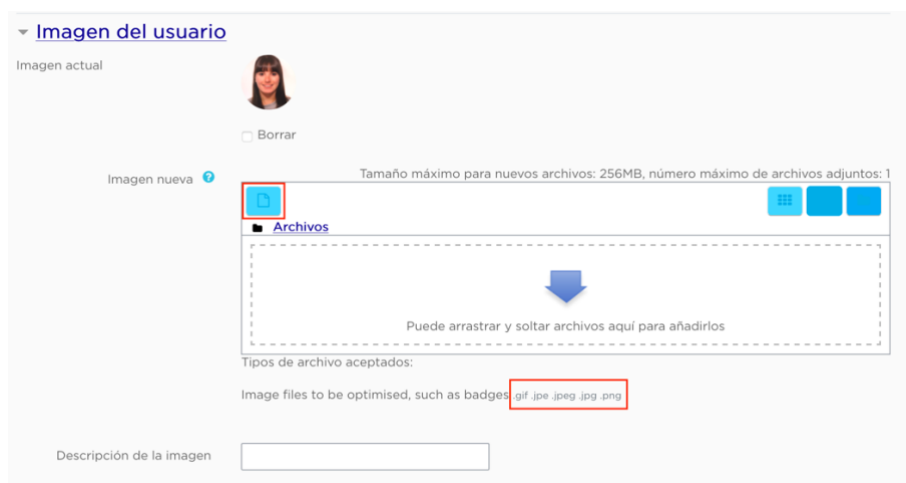 Imagen del usuario
Imagen actual
Borrar
Imagen nueva
Tamaño máximo para nuevos archivos: 256MB, número máximo de archivos adjuntos: 1
Archivos
Puede arrastrar y soltar archivos aquí para añadirlos
Tipos de archivo aceptados:
Image files to be optimised, such as badges .gif .jpe .jpeg .jpg .png
Descripción de la imagen